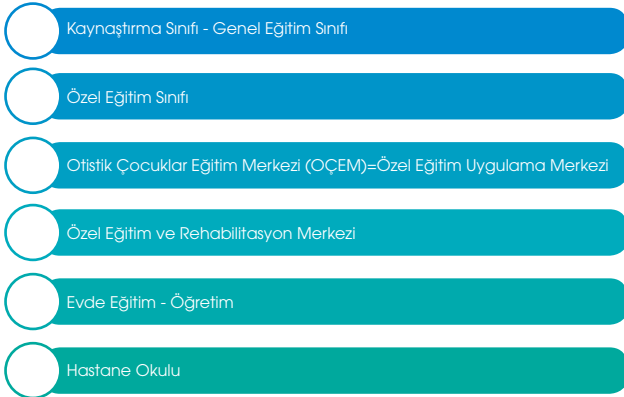 Kaynaştırma Sınıfı - Genel Eğitim Sınıfı
Özel Eğitim Sınıfı
Otistik Çocuklar Eğitim Merkezi (OÇEM)=Özel Eğitim Uygulama Merkezi
Özel Eğitim ve Rehabilitasyon Merkezi
Evde Eğitim - Öğretim
Hastane Okulu